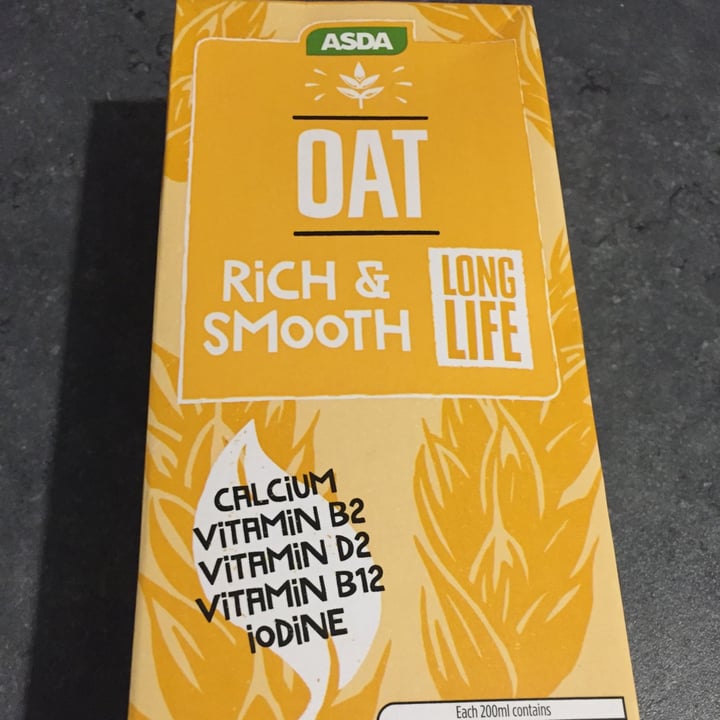 ASDA
OAT
RiCH &
SMOOTH
LONG
LIFE
CALCiUM
ViTAMiN B2
ViTAMiN D2
ViTAMiN B12
iODiNE
Each 200ml contains